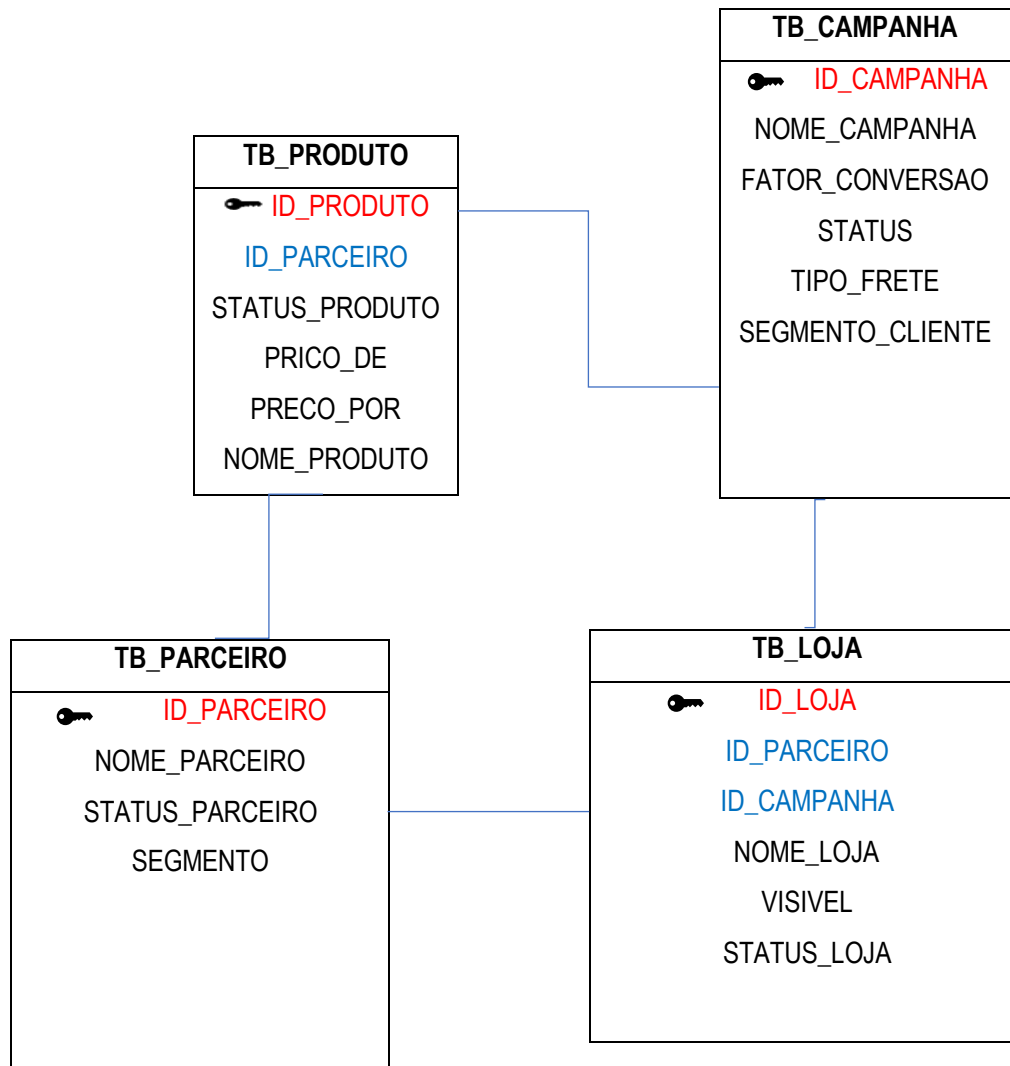 TB_CAMPANHA
ID_CAMPANHA
NOME_CAMPANHA
FATOR_CONVERSAO
STATUS
TIPO_FRETE
SEGMENTO_CLIENTE
TB_PRODUTO
ID_PRODUTO
ID_PARCEIRO
STATUS_PRODUTO
PRICO_DE
PRECO_POR
NOME_PRODUTO
TB_PARCEIRO
ID_PARCEIRO
NOME_PARCEIRO
STATUS_PARCEIRO
SEGMENTO
TB_LOJA
ID_LOJA
ID_PARCEIRO
ID_CAMPANHA
NOME_LOJA
VISIVEL
STATUS_LOJA